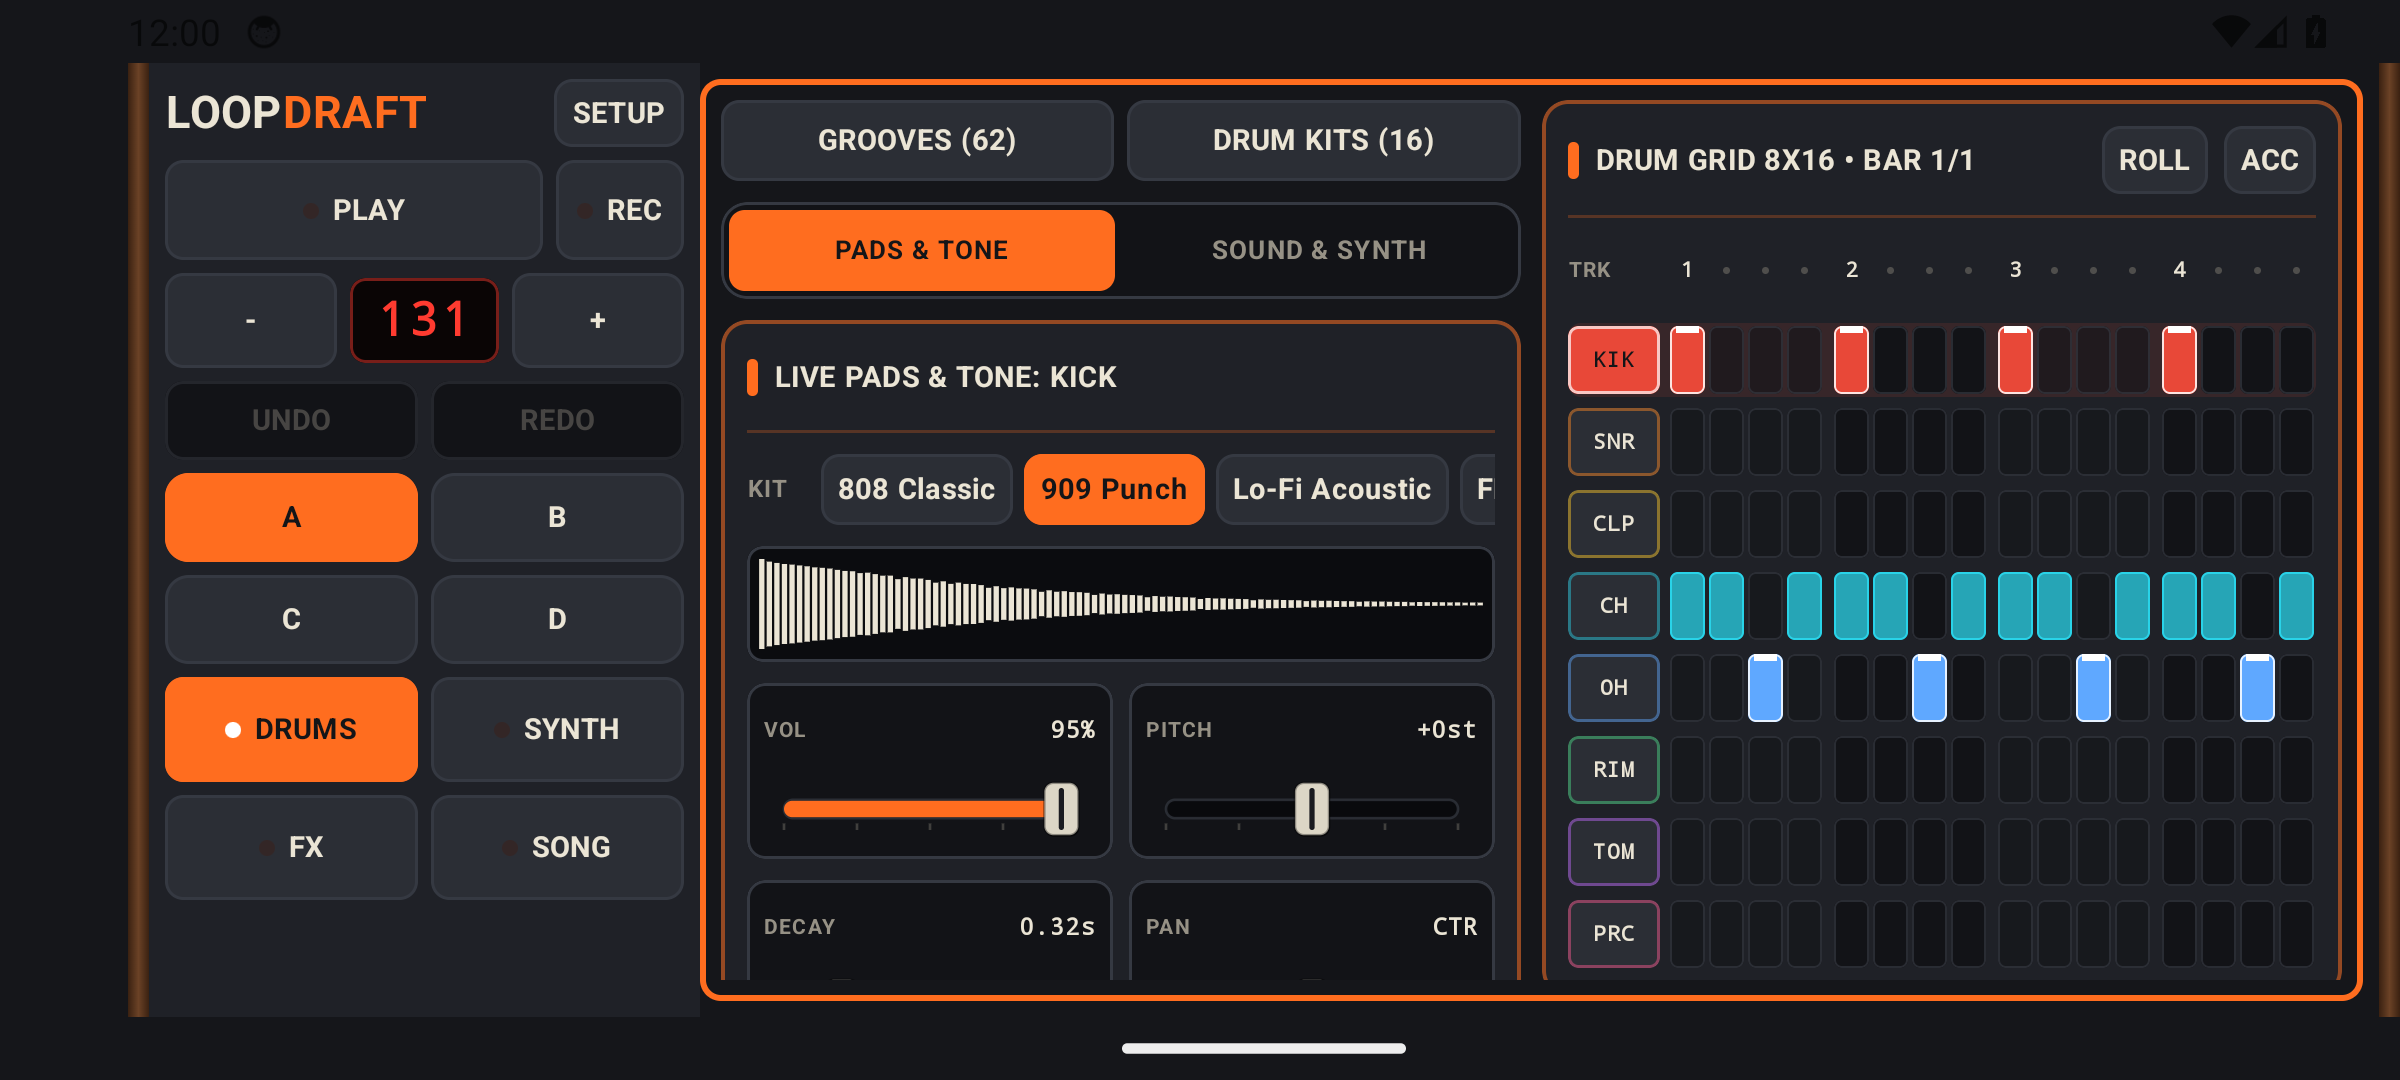 12:00
LOOPDRAFT
SETUP
PLAY
REC
-
131
+
UNDO
REDO
A
B
C
D
DRUMS
SYNTH
FX
SONG
GROOVES (62)
DRUM KITS (16)
PADS & TONE
SOUND & SYNTH
LIVE PADS & TONE: KICK
KIT
808 Classic
909 Punch
Lo-Fi Acoustic
VOL
95%
PITCH
+0st
DECAY
0.32s
PAN
CTR
DRUM GRID 8X16 • BAR 1/1
ROLL
ACC
TRK
1 • • • 2 • • • 3 • • • 4 • • •
KIK
SNR
CLP
CH
OH
RIM
TOM
PRC